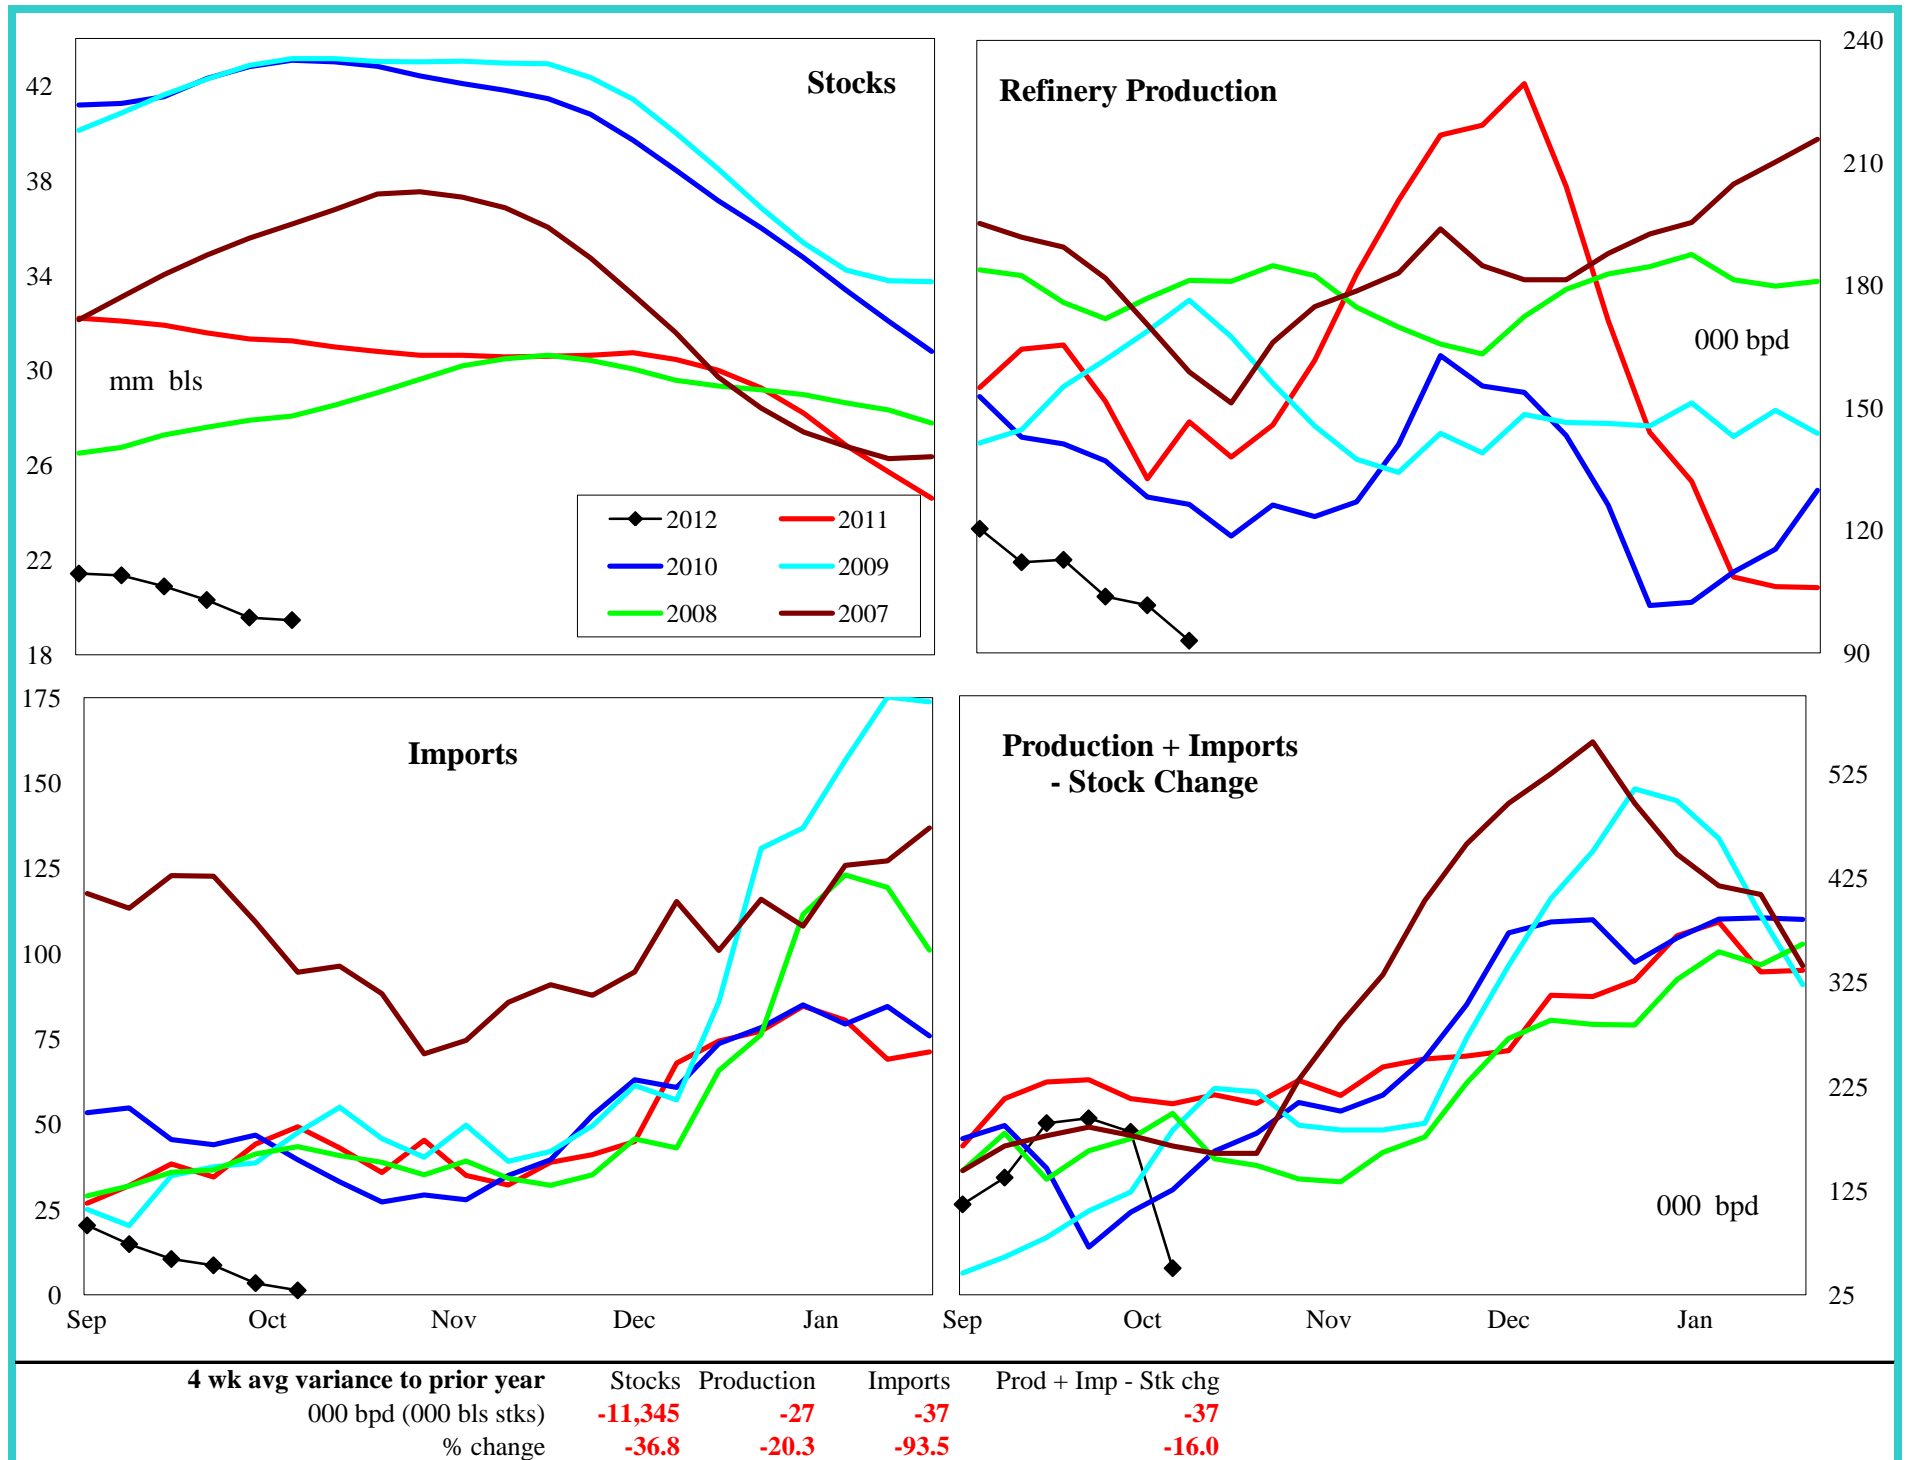 Stocks
42
38
34
30
26
22
18
mm bls
2012
2011
2010
2009
2008
2007
Refinery Production
240
210
180
150
120
90
000 bpd
Imports
175
150
125
100
75
50
25
0
Sep
Oct
Nov
Dec
Jan
Production + Imports
- Stock Change
525
425
325
225
125
25
000 bpd
Sep
Oct
Nov
Dec
Jan
4 wk avg variance to prior year Stocks Production Imports Prod + Imp - Stk chg
000 bpd (000 bls stks) -11,345 -27 -37 -37
% change -36.8 -20.3 -93.5 -16.0